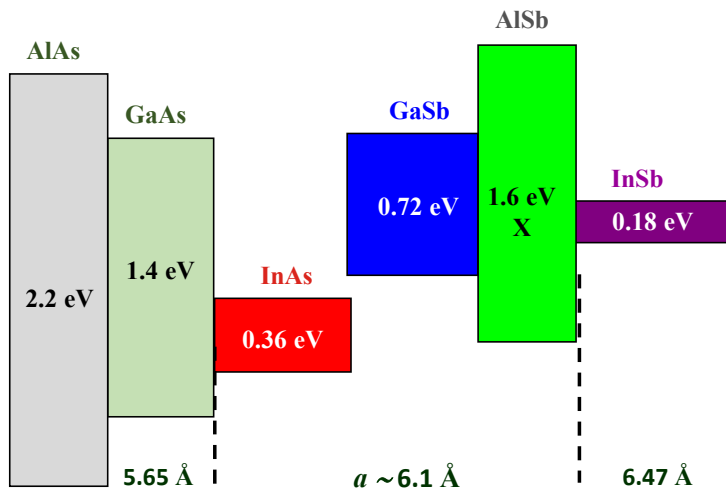 AlAs
2.2 eV
GaAs
1.4 eV
InAs
0.36 eV
GaSb
0.72 eV
AlSb
1.6 eV
X
InSb
0.18 eV
5.65 Å
a ~ 6.1 Å
6.47 Å